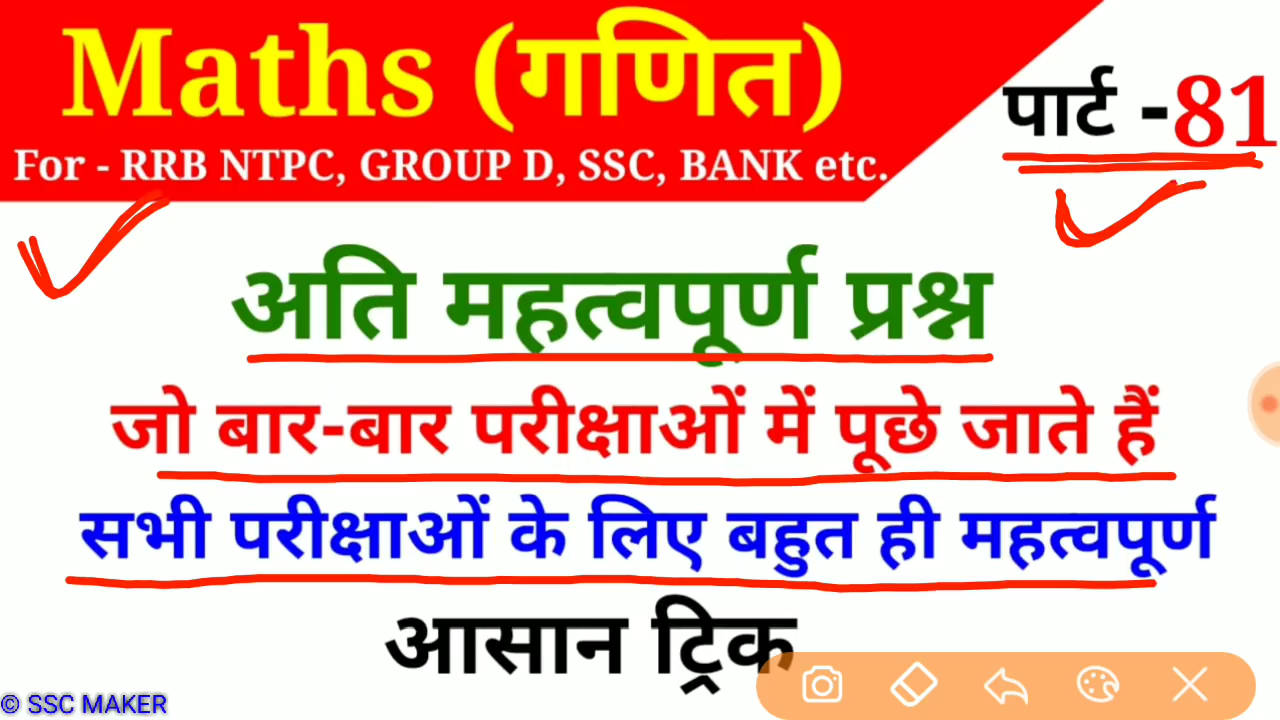 Maths (गणित)
For - RRB NTPC, GROUP D, SSC, BANK etc.
पार्ट -81
अति महत्वपूर्ण प्रश्न
जो बार-बार परीक्षाओं में पूछे जाते हैं
सभी परीक्षाओं के लिए बहुत ही महत्वपूर्ण
आसान ट्रिक
© SSC MAKER